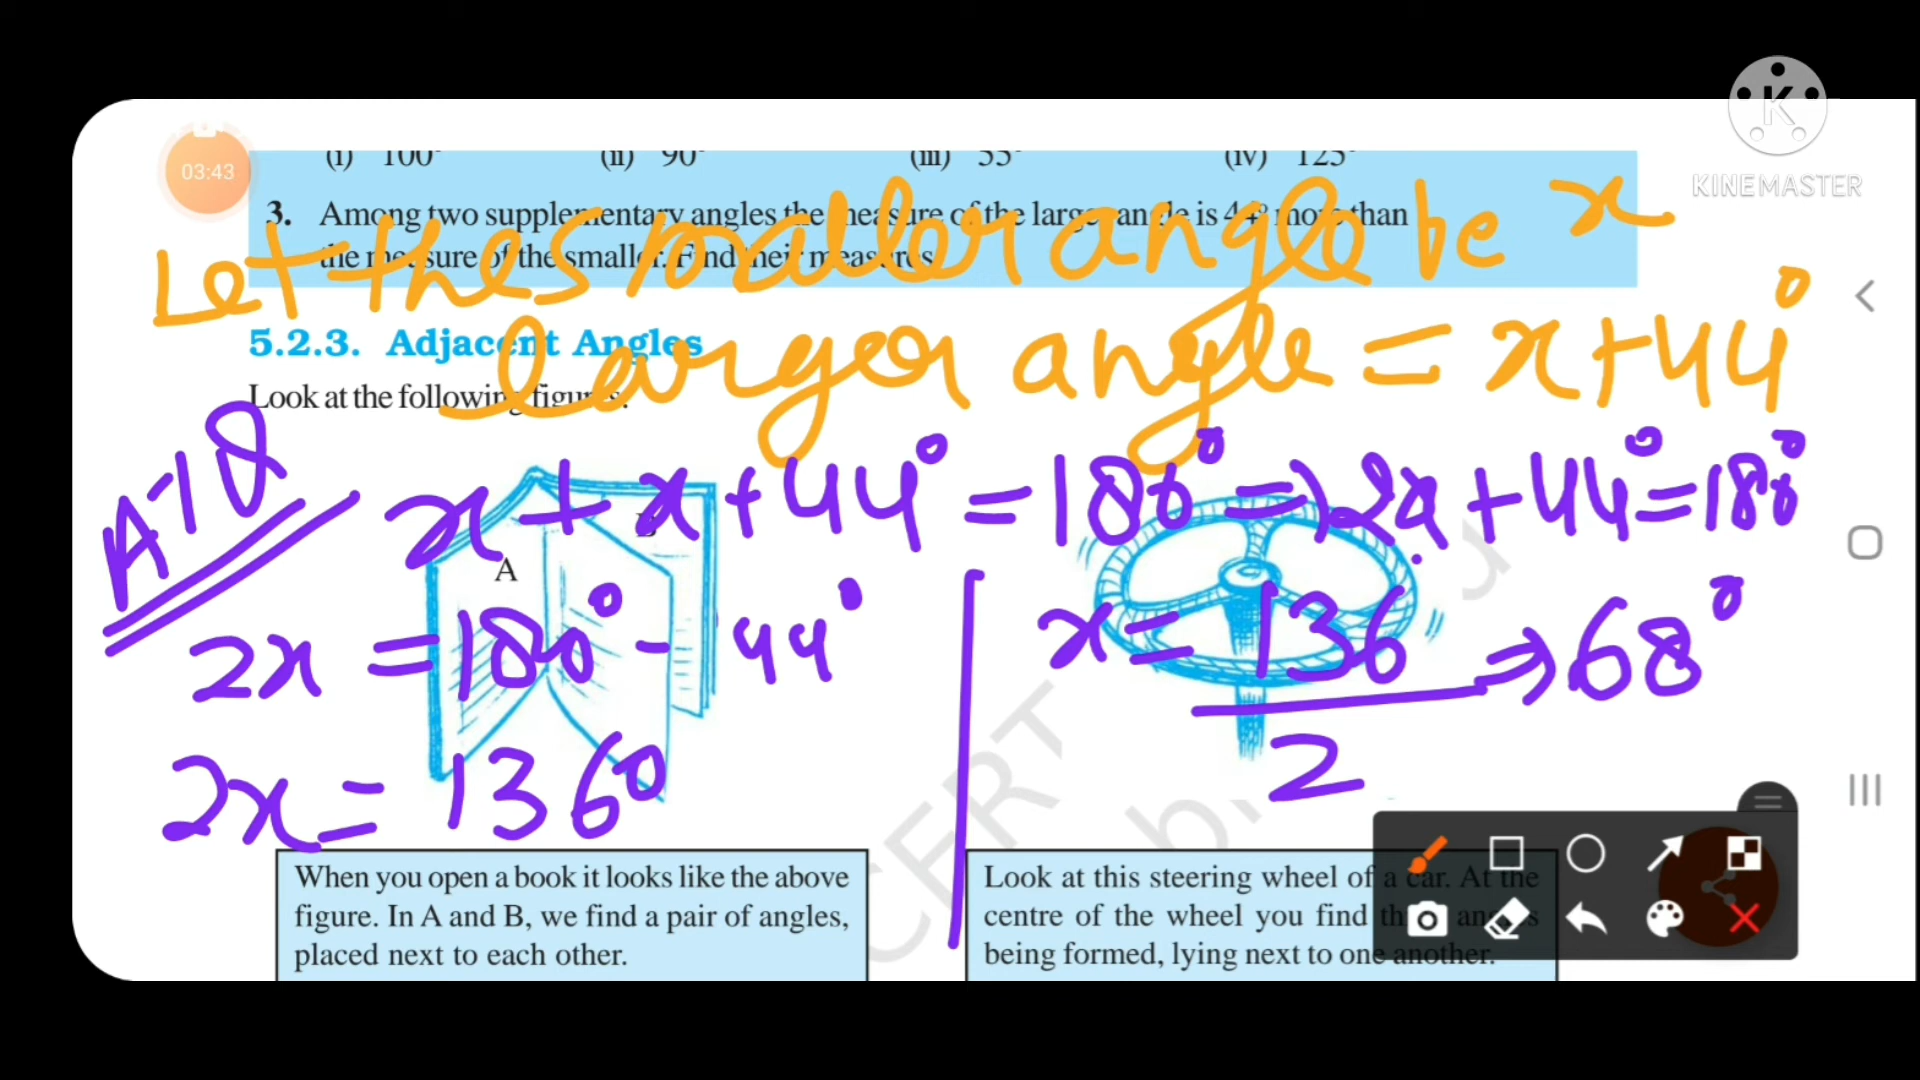 KINEMASTER
03:43
(i) 100° (ii) 90° (iii) 55° (iv) 125°
3. Among two supplementary angles the measure of the larger angle is 44° more than
the measure of the smaller. Find their measures.
Let the smaller angle be x
larger angle = x+44°
5.2.3. Adjacent Angles
Look at the following figures:
A-18
x + x + 44° = 180° ⇒ 2x + 44° = 180°
A
B
2x = 180° - 44°
x = 136/2 ⇒ 68°
2x = 136°
When you open a book it looks like the above
figure. In A and B, we find a pair of angles,
placed next to each other.
Look at this steering wheel of a car. At the
centre of the wheel you find angles
being formed, lying next to one another.